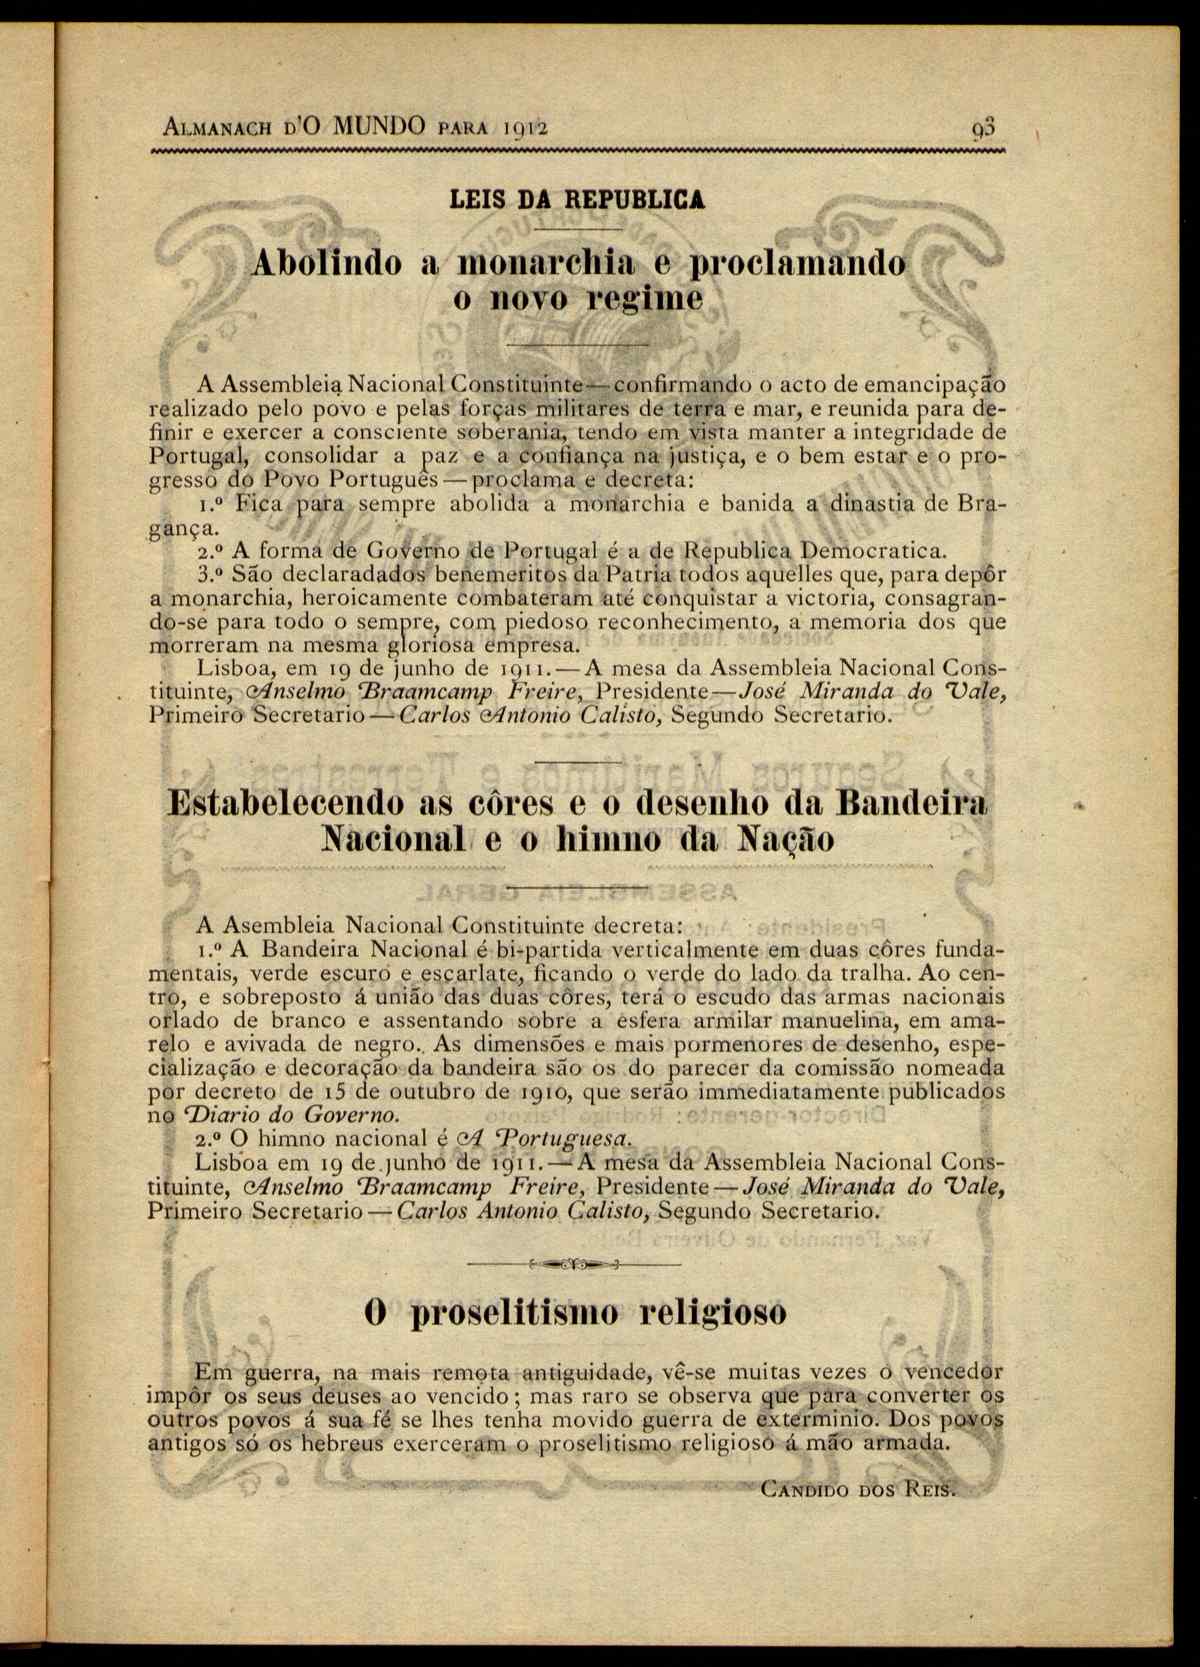 ALMANACH D'O MUNDO PARA 1912 93
LEIS DA REPUBLICA
Abolindo a monarchia e proclamando
o novo regime
A Assembleia Nacional Constituinte—confirmando o acto de emancipação
realizado pelo povo e pelas forças militares de terra e mar, e reunida para de-
finir e exercer a consciente soberania, tendo em vista manter a integridade de
Portugal, consolidar a paz e a confiança na justiça, e o bem estar e o pro-
gresso do Povo Português—proclama e decreta:
1.º Fica para sempre abolida a monarchia e banida a dinastia de Bra-
gança.
2.º A forma de Governo de Portugal é a de Republica Democratica.
3.º São declaradados benemeritos da Patria todos aquelles que, para depôr
a monarchia, heroicamente combateram até conquistar a victoria, consagran-
do-se para todo o sempre, com piedoso reconhecimento, a memoria dos que
morreram na mesma gloriosa empresa.
Lisboa, em 19 de junho de 1911.—A mesa da Assembleia Nacional Cons-
tituinte, Anselmo Braamcamp Freire, Presidente—José Miranda do Vale,
Primeiro Secretario—Carlos Antonio Calisto, Segundo Secretario.
Estabelecendo as côres e o desenho da Bandeira
Nacional e o himno da Nação
A Asembleia Nacional Constituinte decreta:
1.º A Bandeira Nacional é bi-partida verticalmente em duas côres funda-
mentais, verde escuro e escarlate, ficando o verde do lado da tralha. Ao cen-
tro, e sobreposto á união das duas côres, terá o escudo das armas nacionais
orlado de branco e assentando sobre a esfera armilar manuelina, em ama-
relo e avivada de negro. As dimensões e mais pormenores de desenho, espe-
cialização e decoração da bandeira são os do parecer da comissão nomeada
por decreto de 15 de outubro de 1910, que serão immediatamente publicados
no Diario do Governo.
2.º O himno nacional é A Portuguesa.
Lisboa em 19 de junho de 1911.—A mesa da Assembleia Nacional Cons-
tituinte, Anselmo Braamcamp Freire, Presidente—José Miranda do Vale,
Primeiro Secretario—Carlos Antonio Calisto, Segundo Secretario.
O proselitismo religioso
Em guerra, na mais remota antiguidade, vê-se muitas vezes o vencedor
impôr os seus deuses ao vencido; mas raro se observa que para converter os
outros povos á sua fé se lhes tenha movido guerra de exterminio. Dos povos
antigos só os hebreus exerceram o proselitismo religioso á mão armada.
CANDIDO DOS REIS.